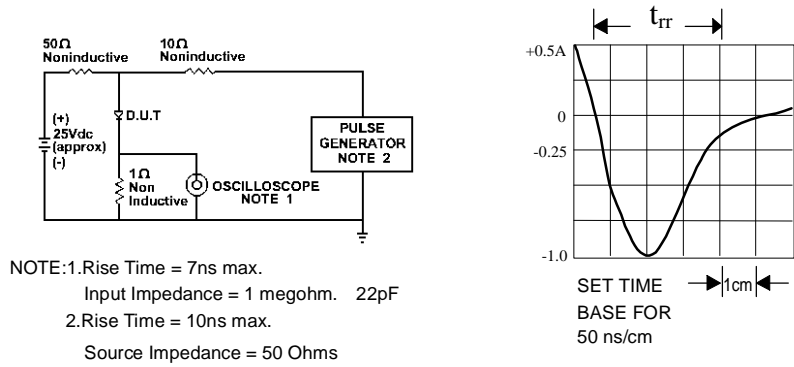 50Ω
Noninductive
10Ω
Noninductive
(+)
25Vdc
(approx)
(-)
D.U.T
PULSE
GENERATOR
NOTE 2
1Ω
Non
Inductive
OSCILLOSCOPE
NOTE 1
NOTE:1.Rise Time = 7ns max.
Input Impedance = 1 megohm. 22pF
2.Rise Time = 10ns max.
Source Impedance = 50 Ohms
trr
+0.5A
0
-0.25
-1.0
SET TIME
BASE FOR
50 ns/cm
1cm